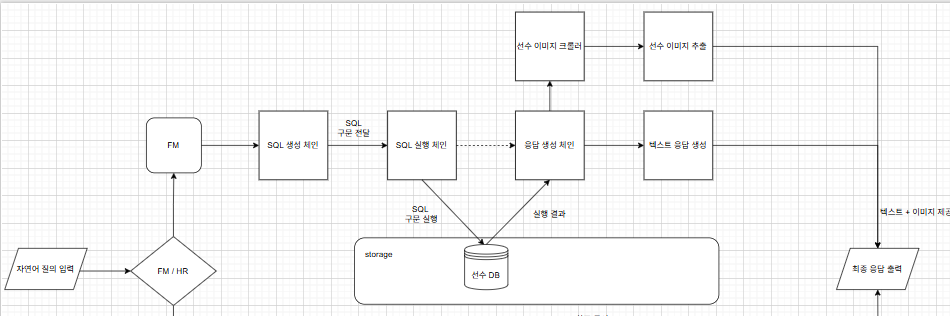 선수 이미지 크롤러
선수 이미지 추출
SQL
구문 전달
FM
SQL 생성 체인
SQL 실행 체인
응답 생성 체인
텍스트 응답 생성
SQL
구문 실행
실행 결과
텍스트 + 이미지 제공
storage
자연어 질의 입력
FM / HR
선수 DB
최종 응답 출력